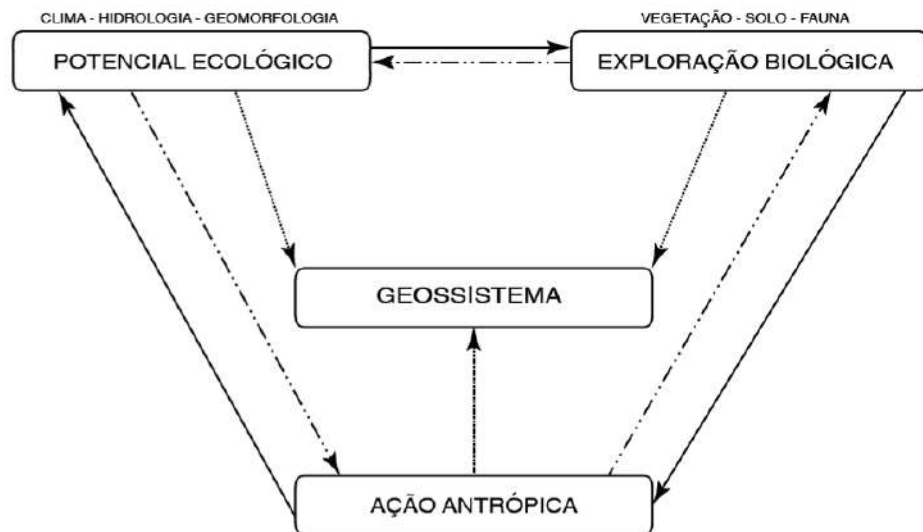 CLIMA - HIDROLOGIA - GEOMORFOLOGIA
VEGETAÇÃO - SOLO - FAUNA
POTENCIAL ECOLÓGICO
EXPLORAÇÃO BIOLÓGICA
GEOSSISTEMA
AÇÃO ANTRÓPICA